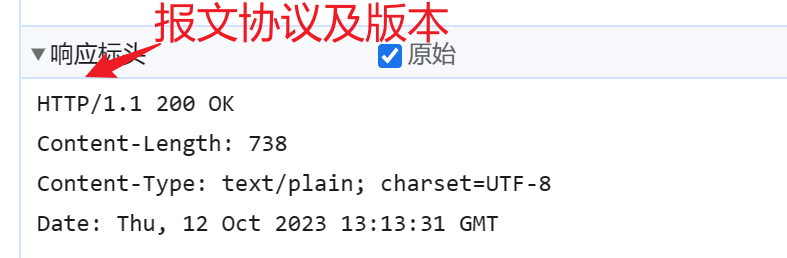 报文协议及版本
响应标头 原始
HTTP/1.1 200 OK
Content-Length: 738
Content-Type: text/plain; charset=UTF-8
Date: Thu, 12 Oct 2023 13:13:31 GMT